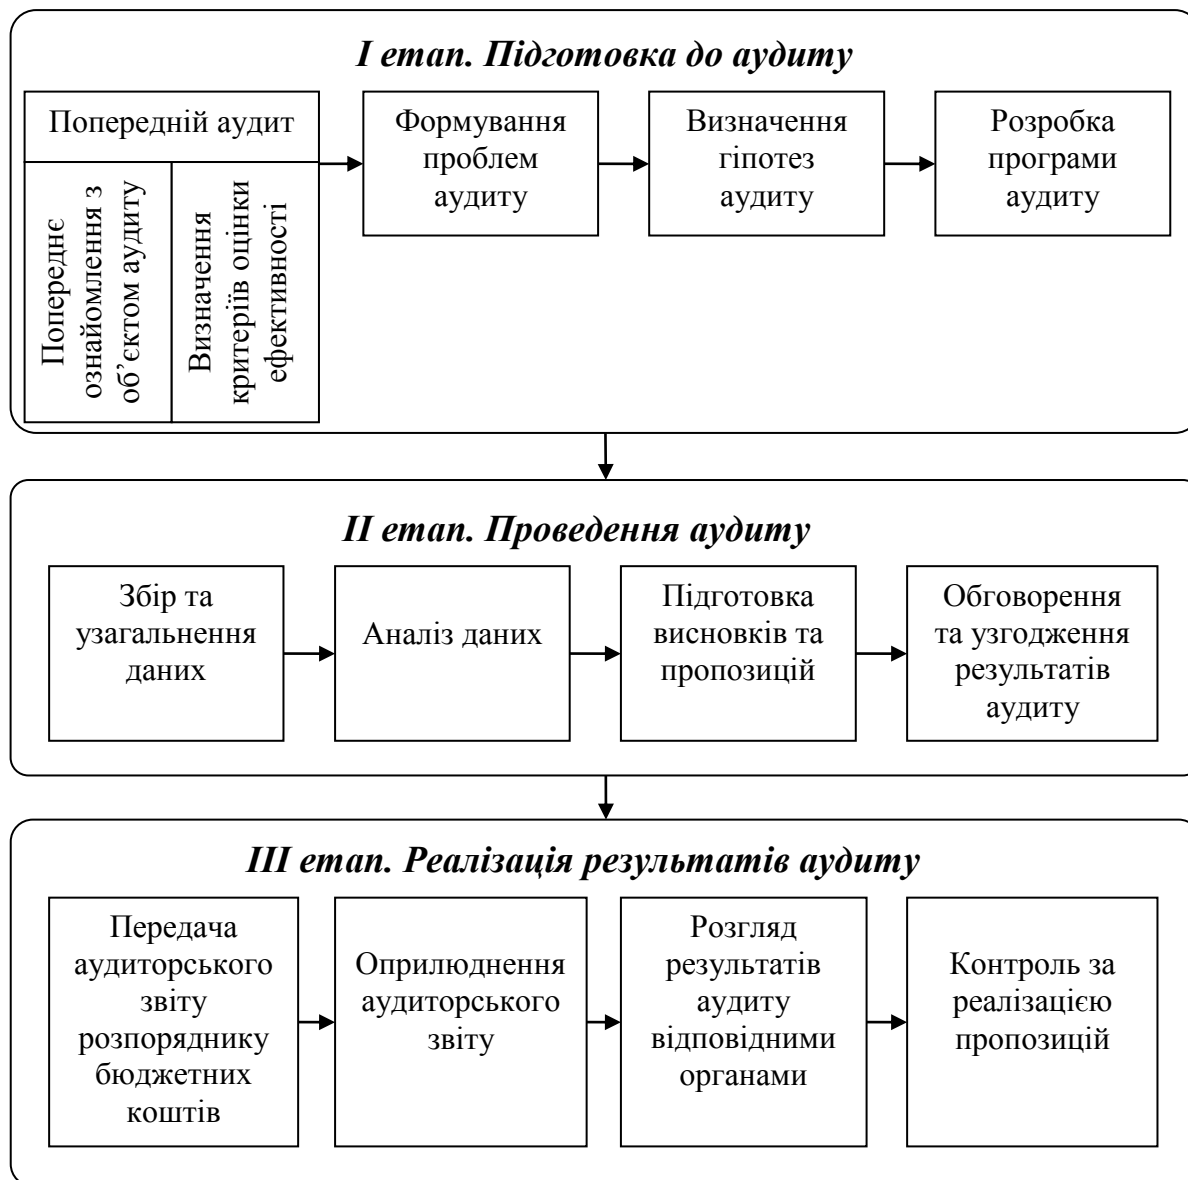 I етап. Підготовка до аудиту
Попередній аудит
Попереднє
ознайомлення з
об’єктом аудиту
Визначення
критеріїв оцінки
ефективності
Формування
проблем
аудиту
Визначення
гіпотез
аудиту
Розробка
програми
аудиту
II етап. Проведення аудиту
Збір та
узагальнення
даних
Аналіз даних
Підготовка
висновків та
пропозицій
Обговорення
та узгодження
результатів
аудиту
III етап. Реалізація результатів аудиту
Передача
аудиторського
звіту
розпоряднику
бюджетних
коштів
Оприлюднення
аудиторського
звіту
Розгляд
результатів
аудиту
відповідними
органами
Контроль за
реалізацією
пропозицій